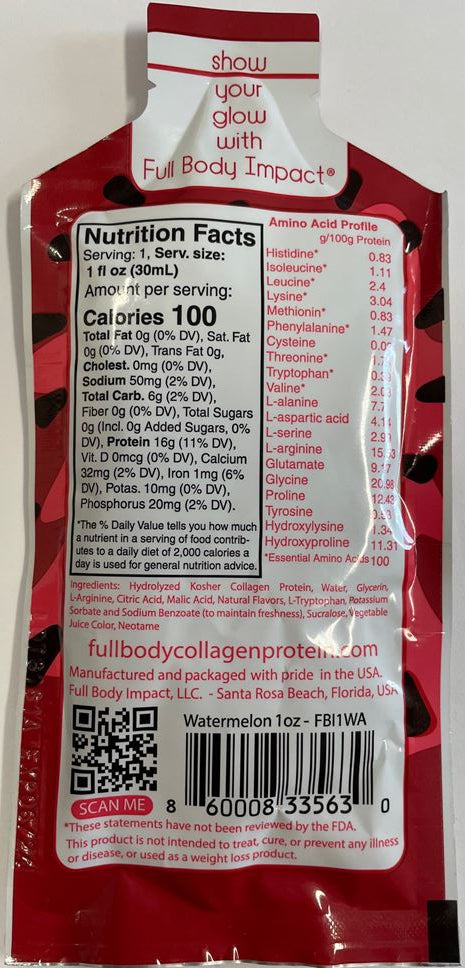 show
your
glow
with
Full Body Impact®
Nutrition Facts
Serving: 1, Serv. size:
1 fl oz (30mL)
Amount per serving:
Calories 100
Total Fat 0g (0% DV), Sat. Fat
0g (0% DV), Trans Fat 0g,
Cholest. 0mg (0% DV),
Sodium 50mg (2% DV),
Total Carb. 6g (2% DV),
Fiber 0g (0% DV), Total Sugars
0g (Incl. 0g Added Sugars, 0%
DV), Protein 16g (11% DV),
Vit. D 0mcg (0% DV), Calcium
32mg (2% DV), Iron 1mg (6%
DV), Potas. 10mg (0% DV),
Phosphorus 20mg (2% DV).
*The % Daily Value tells you how much
a nutrient in a serving of food contrib-
utes to a daily diet of 2,000 calories a
day is used for general nutrition advice.
Amino Acid Profile
g/100g Protein
Histidine* 0.83
Isoleucine* 1.11
Leucine* 2.4
Lysine* 3.04
Methionin* 0.83
Phenylalanine* 1.47
Cysteine
Threonine*
Tryptophan*
Valine*
L-alanine 7.7
L-aspartic acid 4.14
L-serine
L-arginine
Glutamate
Glycine 20.98
Proline 12.43
Tyrosine
Hydroxylysine 1.34
Hydroxyproline 11.31
*Essential Amino Acids 100
Ingredients: Hydrolyzed Kosher Collagen Protein, Water, Glycerin,
L-Arginine, Citric Acid, Malic Acid, Natural Flavors, L-Tryptophan, Potassium
Sorbate and Sodium Benzoate (to maintain freshness), Sucralose, Vegetable
Juice Color, Neotame
fullbodycollagenprotein.com
Manufactured and packaged with pride in the USA.
Full Body Impact, LLC. - Santa Rosa Beach, Florida, USA
Watermelon 1oz - FBI1WA
SCAN ME
8 60008 33563 0
*These statements have not been reviewed by the FDA.
This product is not intended to treat, cure, or prevent any illness
or disease, or used as a weight loss product.